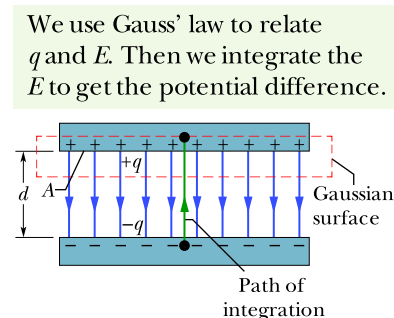 We use Gauss’ law to relate
q and E. Then we integrate the
E to get the potential difference.
+ + + + + + + + + +
+q
d
A
−q
Gaussian
surface
− − − − − − − − − −
Path of
integration